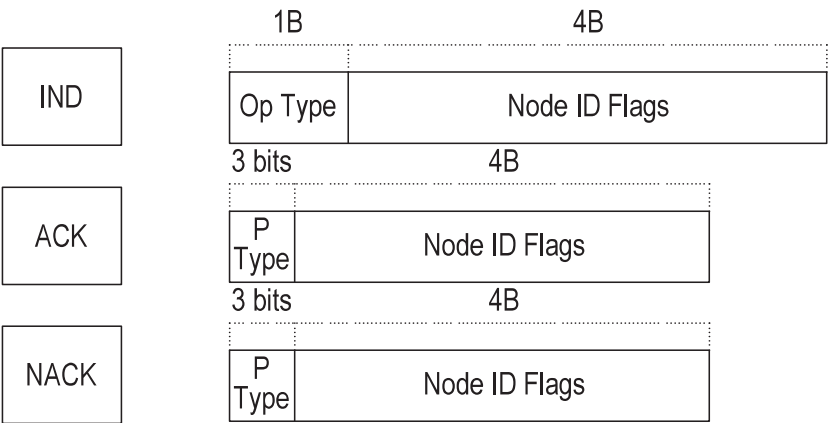 1B 4B
IND
Op Type Node ID Flags
3 bits 4B
ACK
P
Type
Node ID Flags
3 bits 4B
NACK
P
Type
Node ID Flags